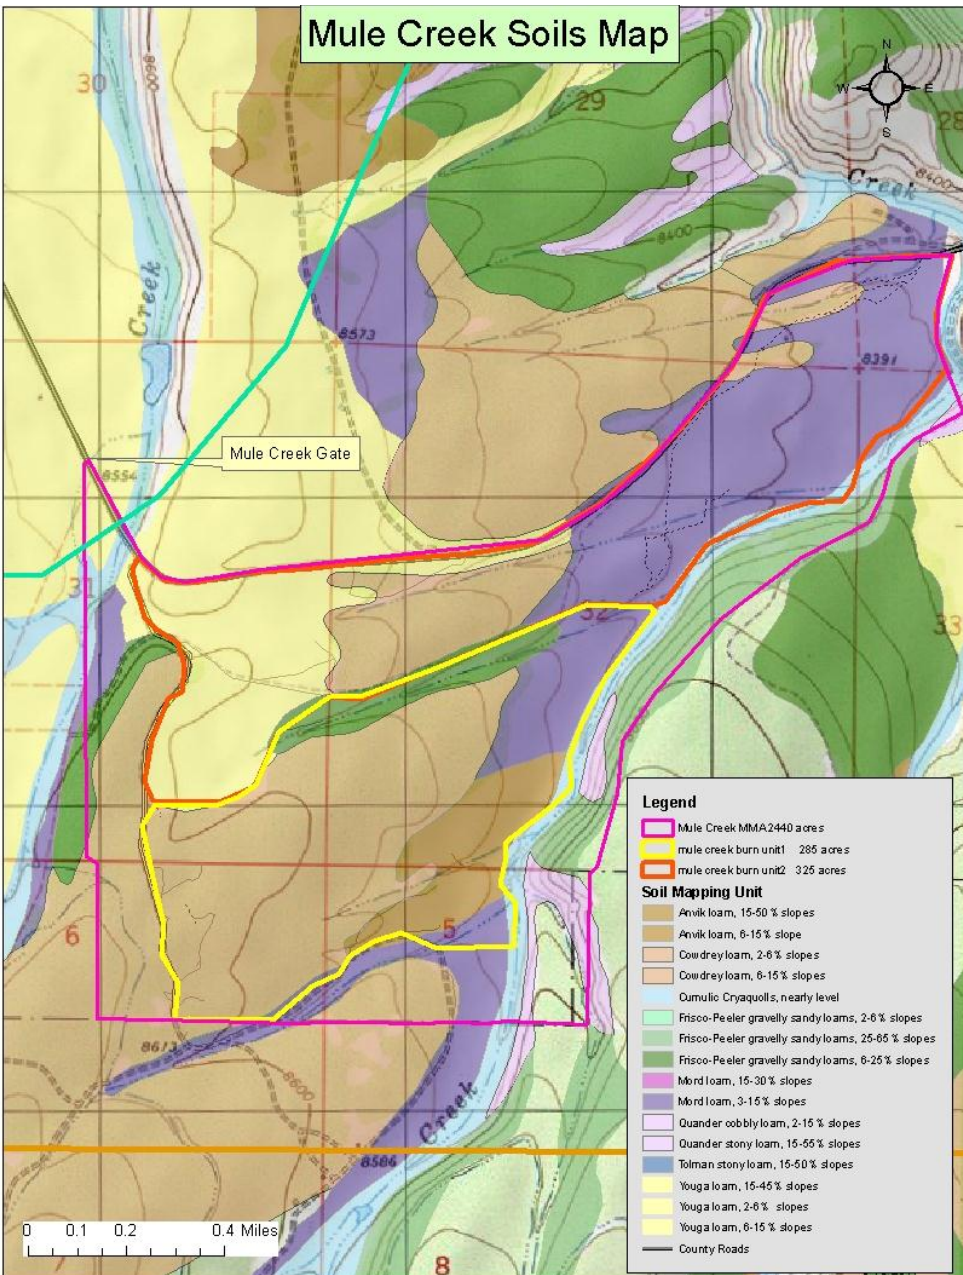 Mule Creek Soils Map
N
W
E
S
30
29
28
8600
Creek
8400
8400
Creek
8573
8391
Mule Creek Gate
8554
31
32
33
6
5
8613
8600
Creek
8586
8
Legend
Mule Creek MMA2440 acres
mule creek burn unit1 285 acres
mule creek burn unit2 325 acres
Soil Mapping Unit
Anvik loam, 15-50 % slopes
Anvik loam, 6-15 % slope
Cowdrey loam, 2-6 % slopes
Cowdrey loam, 6-15 % slopes
Cumulic Cryaquolls, nearly level
Frisco-Peeler gravelly sandy loams, 2-6 % slopes
Frisco-Peeler gravelly sandy loams, 25-65 % slopes
Frisco-Peeler gravelly sandy loams, 6-25 % slopes
Mord loam, 15-30 % slopes
Mord loam, 3-15 % slopes
Quander cobbly loam, 2-15 % slopes
Quander stony loam, 15-55 % slopes
Tolman stony loam, 15-50 % slopes
Youga loam, 15-45 % slopes
Youga loam, 2-6 % slopes
Youga loam, 6-15 % slopes
County Roads
0 0.1 0.2 0.4 Miles